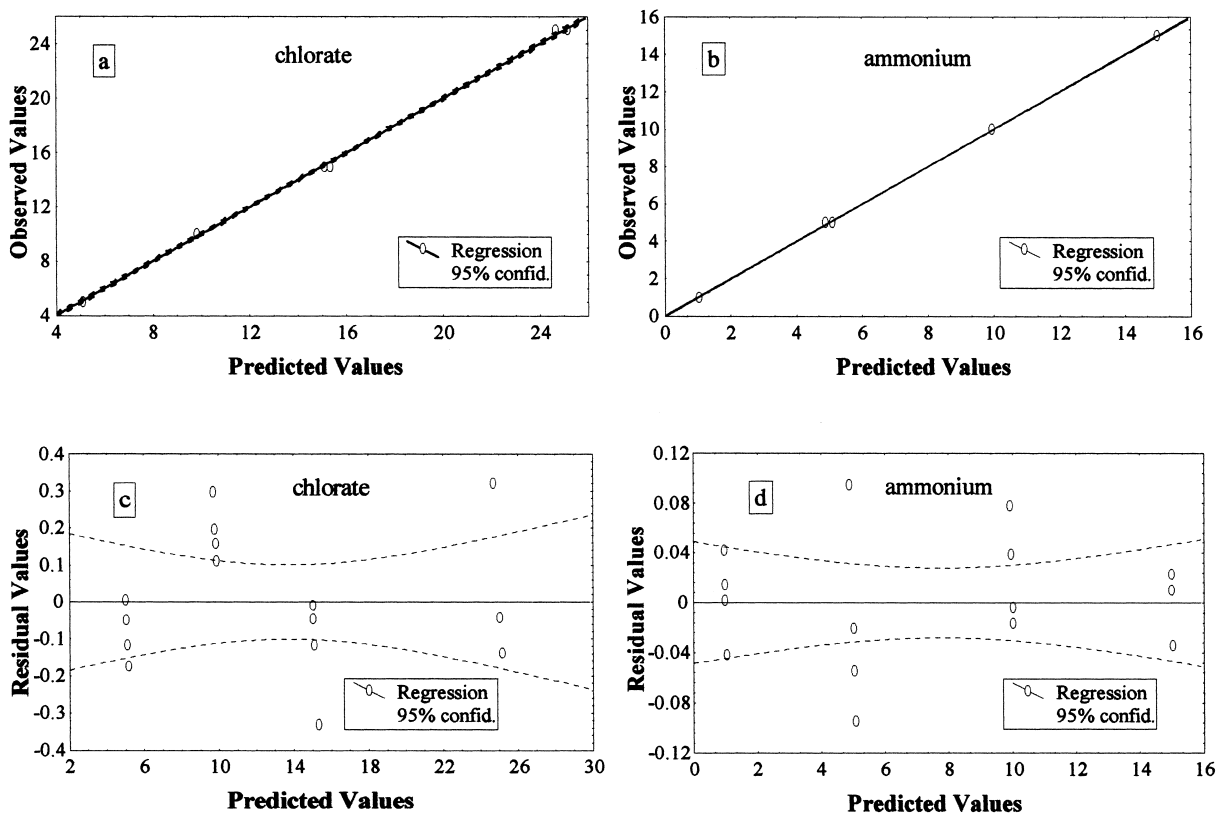 a
chlorate
Observed Values
24
20
16
12
8
4
Regression
95% confid.
4 8 12 16 20 24
Predicted Values
b
ammonium
Observed Values
16
14
12
10
8
6
4
2
0
Regression
95% confid.
0 2 4 6 8 10 12 14 16
Predicted Values
c
chlorate
Residual Values
0.4
0.3
0.2
0.1
0
-0.1
-0.2
-0.3
-0.4
Regression
95% confid.
2 6 10 14 18 22 26 30
Predicted Values
d
ammonium
Residual Values
0.12
0.08
0.04
0
-0.04
-0.08
-0.12
Regression
95% confid.
0 2 4 6 8 10 12 14 16
Predicted Values